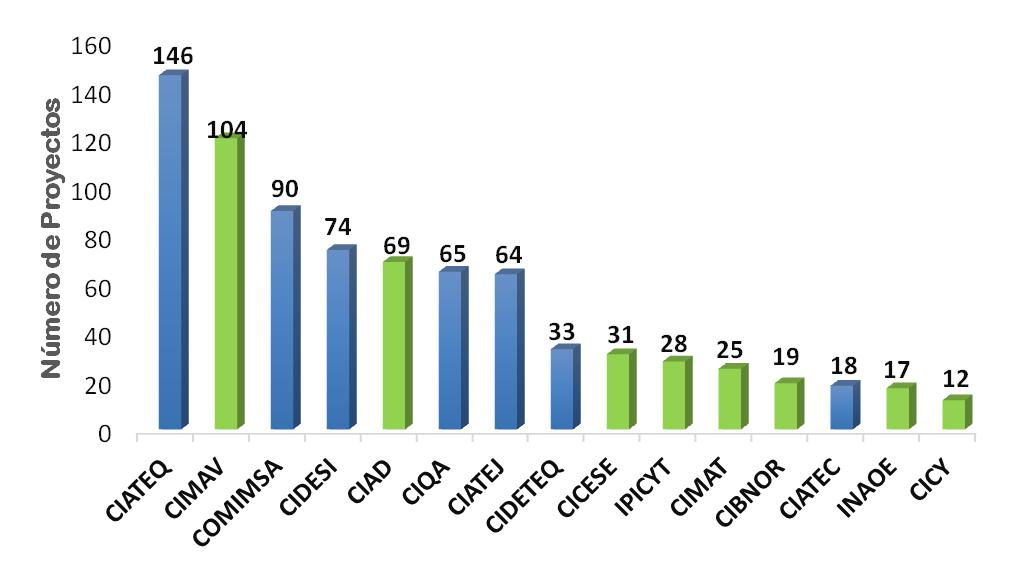 Número de Proyectos
160
140
120
100
80
60
40
20
0
146
104
90
74
69
65
64
33
31
28
25
19
18
17
12
CIATEQ
CIMAV
COMIMSA
CIDESI
CIAD
CIQA
CIATEJ
CIDETEQ
CICESE
IPICYT
CIMAT
CIBNOR
CIATEC
INAOE
CICY